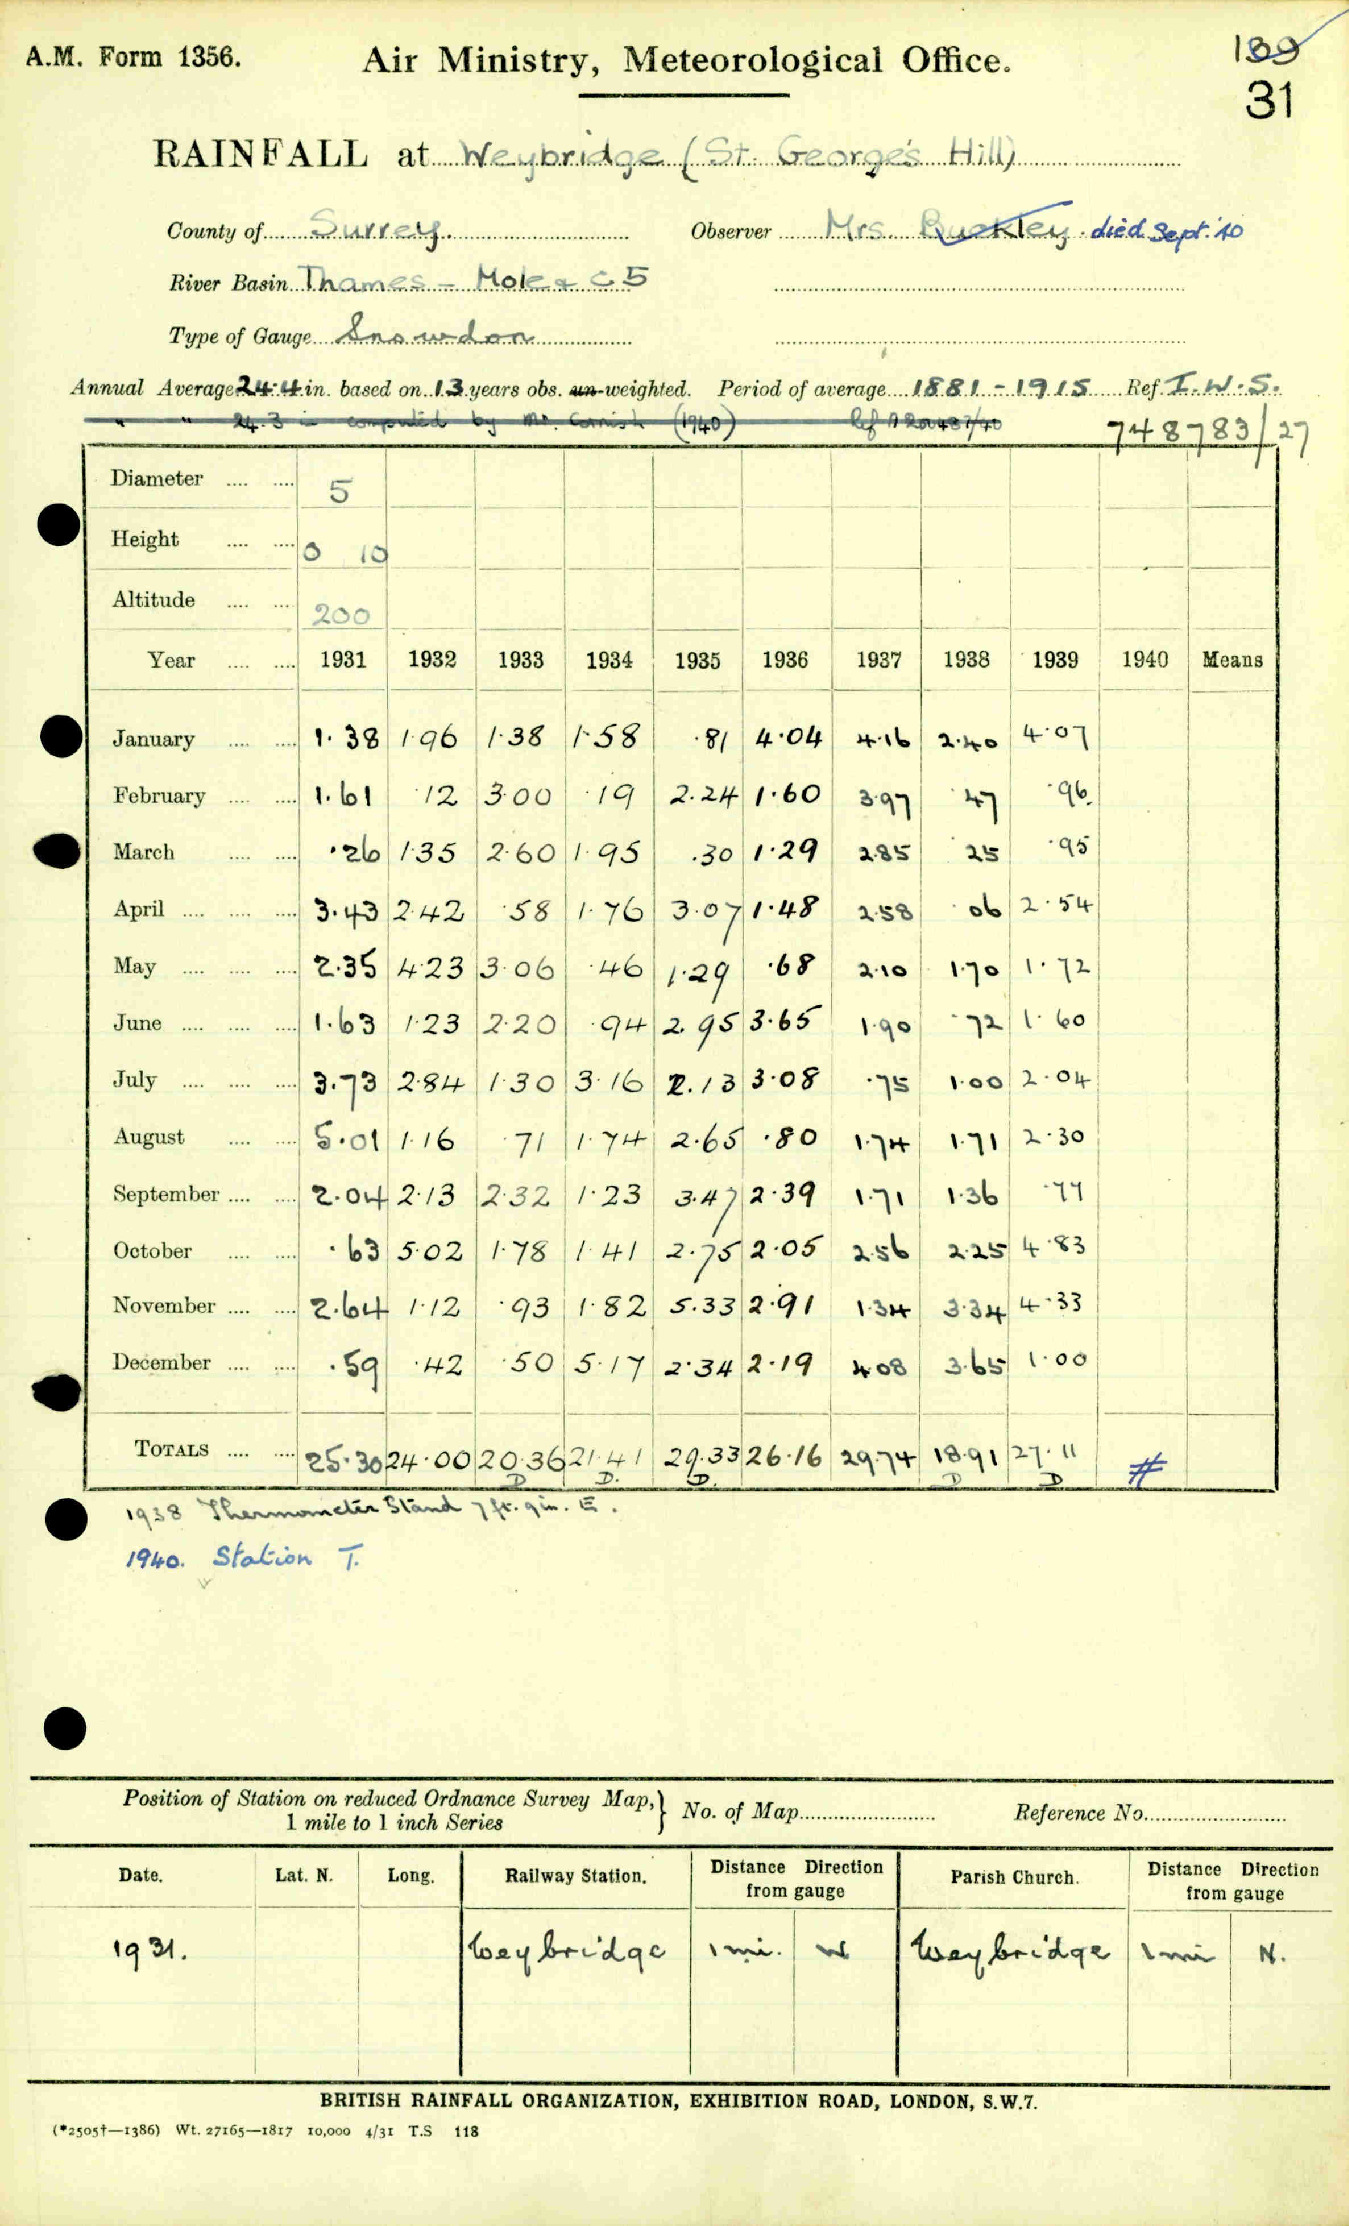 A.M. Form 1356.
Air Ministry, Meteorological Office.
139
31
RAINFALL at Weybridge (St. George's Hill)
County of Surrey. Observer Mrs. Buckley. died Sept. '40
River Basin Thames - Mole & C 5
Type of Gauge Snowdon
Annual Average 24.4 in. based on 13 years obs. un-weighted. Period of average 1881 - 1915 Ref. I.W.S.
" " 24.3 in computed by Mr. Cornish (1940)
748783/27
Diameter .... .... 5
Height .... .... 0 10
Altitude .... .... 200
Year .... .... 1931 1932 1933 1934 1935 1936 1937 1938 1939 1940 Means
January .... .... 1.38 1.96 1.38 1.58 .81 4.04 4.16 2.40 4.07
February .... .... 1.61 .12 3.00 .19 2.24 1.60 3.97 .47 .96
March .... .... .26 1.35 2.60 1.95 .30 1.29 2.85 .25 .95
April .... .... .... 3.43 2.42 .58 1.76 3.07 1.48 2.58 .06 2.54
May .... .... .... 2.35 4.23 3.06 .46 1.29 .68 2.10 1.70 1.72
June .... .... .... 1.63 1.23 2.20 .94 2.95 3.65 1.90 .72 1.60
July .... .... .... 3.73 2.84 1.30 3.16 2.13 3.08 .75 1.00 2.04
August .... .... 5.01 1.16 .71 1.74 2.65 .80 1.74 1.71 2.30
September .... .... 2.04 2.13 2.32 1.23 3.47 2.39 1.71 1.36 .77
October .... .... .63 5.02 1.78 1.41 2.75 2.05 2.56 2.25 4.83
November .... .... 2.64 1.12 .93 1.82 5.33 2.91 1.34 3.34 4.33
December .... .... .59 .42 .50 5.17 2.34 2.19 4.08 3.65 1.00
TOTALS .... .... 25.30 24.00 20.36 21.41 29.33 26.16 29.74 18.91 27.11 #
D D. D. D D
1938 Thermometer Stand 7 ft. 9 in. E.
1940. Station T.
Position of Station on reduced Ordnance Survey Map,} No. of Map Reference No.
1 mile to 1 inch Series
Date. Lat. N. Long. Railway Station. Distance Direction from gauge Parish Church. Distance Direction from gauge
1931. Weybridge 1 mi. W Weybridge 1 mi N.
BRITISH RAINFALL ORGANIZATION, EXHIBITION ROAD, LONDON, S.W.7.
(*2505†—1386) Wt. 27165—1817 10,000 4/31 T.S 118